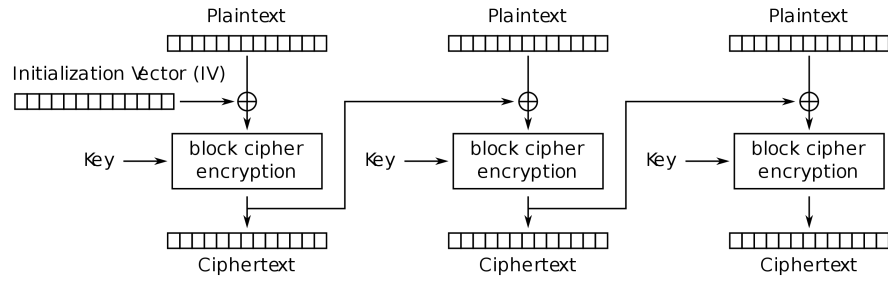 Plaintext
Plaintext
Plaintext
Initialization Vector (IV)
Key
block cipher
encryption
Key
block cipher
encryption
Key
block cipher
encryption
Ciphertext
Ciphertext
Ciphertext